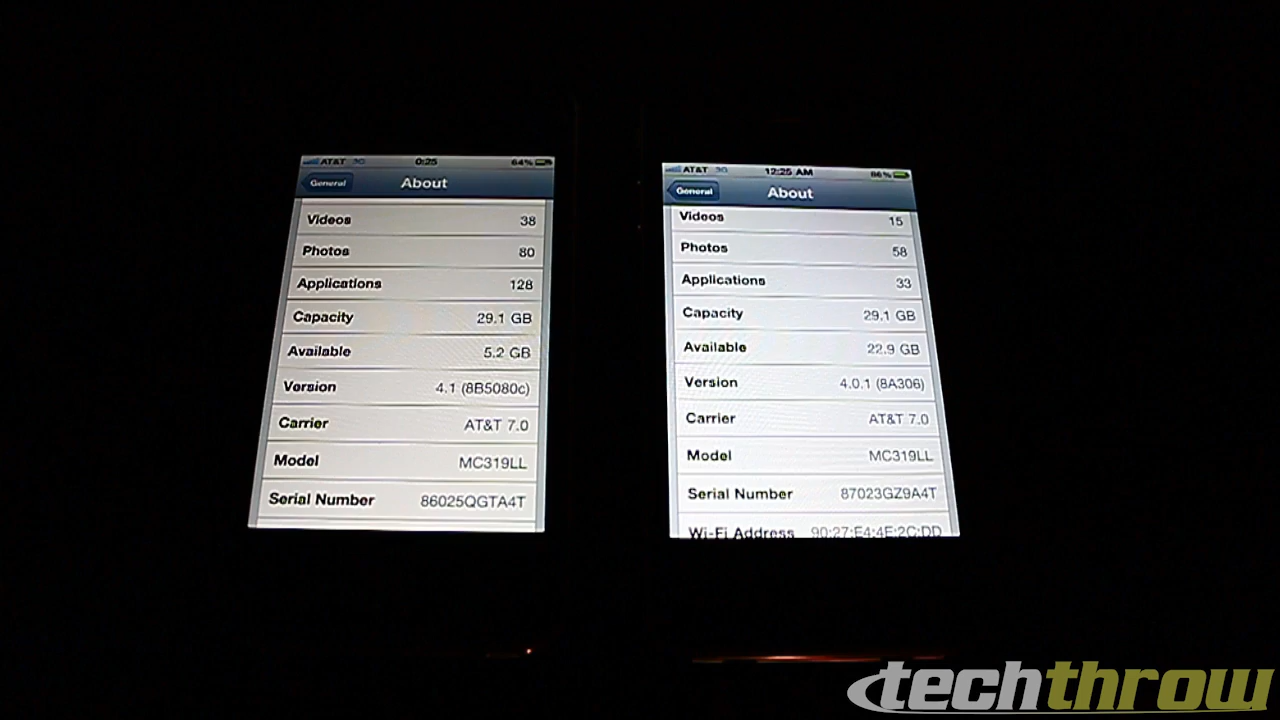 AT&T 3G 0:25 64%
General About
Videos 38
Photos 80
Applications 128
Capacity 29.1 GB
Available 5.2 GB
Version 4.1 (8B5080c)
Carrier AT&T 7.0
Model MC319LL
Serial Number 86025QGTA4T
AT&T 3G 12:25 AM 86%
General About
Videos 15
Photos 58
Applications 33
Capacity 29.1 GB
Available 22.9 GB
Version 4.0.1 (8A306)
Carrier AT&T 7.0
Model MC319LL
Serial Number 87023GZ9A4T
Wi-Fi Address 90:27:E4:4E:2C:DD
techthrow